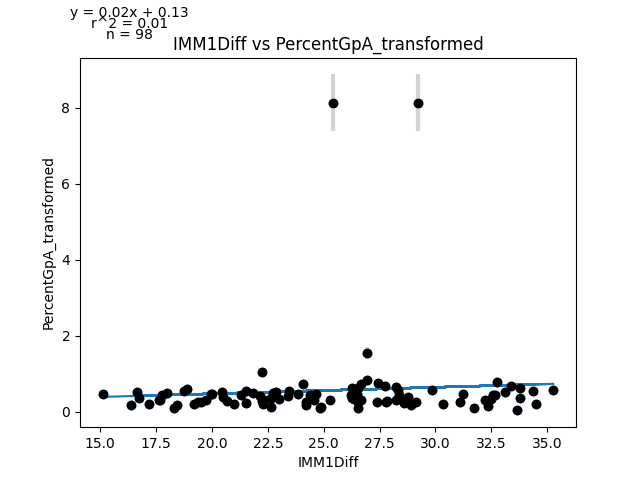 y = 0.02x + 0.13
r^2 = 0.01
n = 98
IMM1Diff vs PercentGpA_transformed
PercentGpA_transformed
8
6
4
2
0
15.0 17.5 20.0 22.5 25.0 27.5 30.0 32.5 35.0
IMM1Diff